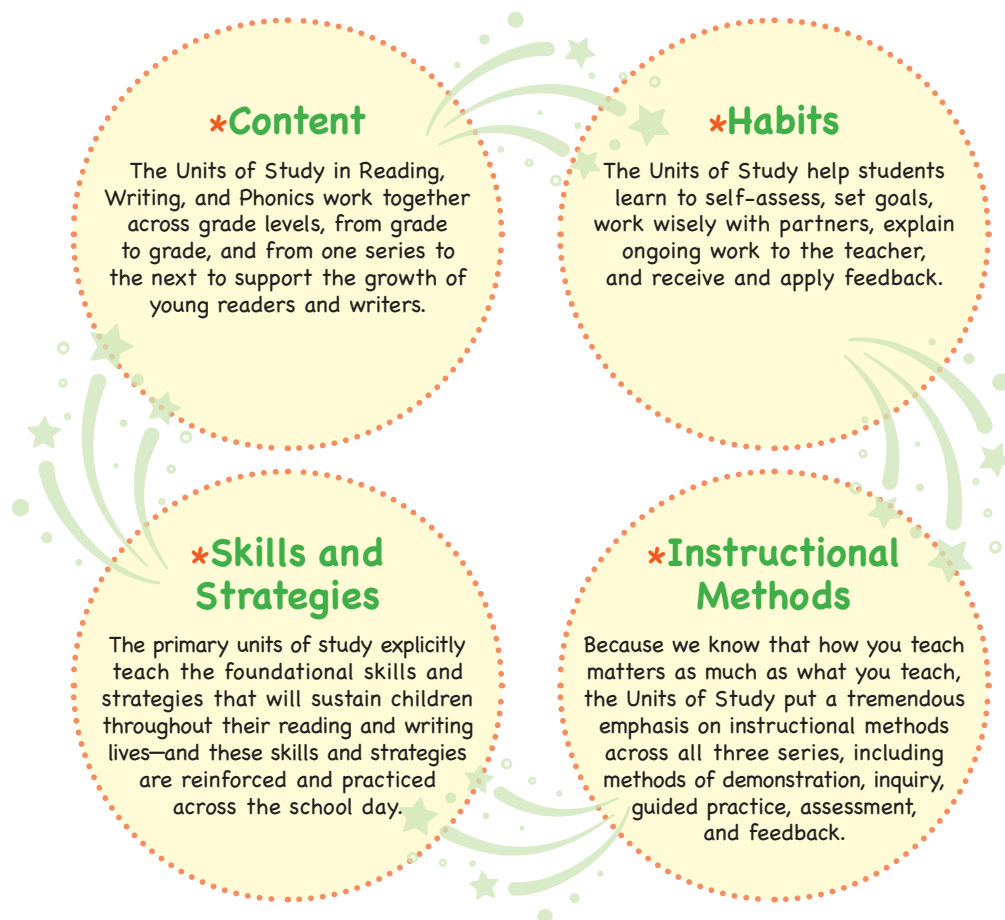 *Content
The Units of Study in Reading,
Writing, and Phonics work together
across grade levels, from grade
to grade, and from one series to
the next to support the growth of
young readers and writers.
*Habits
The Units of Study help students
learn to self-assess, set goals,
work wisely with partners, explain
ongoing work to the teacher,
and receive and apply feedback.
*Skills and
Strategies
The primary units of study explicitly
teach the foundational skills and
strategies that will sustain children
throughout their reading and writing
lives—and these skills and strategies
are reinforced and practiced
across the school day.
*Instructional
Methods
Because we know that how you teach
matters as much as what you teach,
the Units of Study put a tremendous
emphasis on instructional methods
across all three series, including
methods of demonstration, inquiry,
guided practice, assessment,
and feedback.